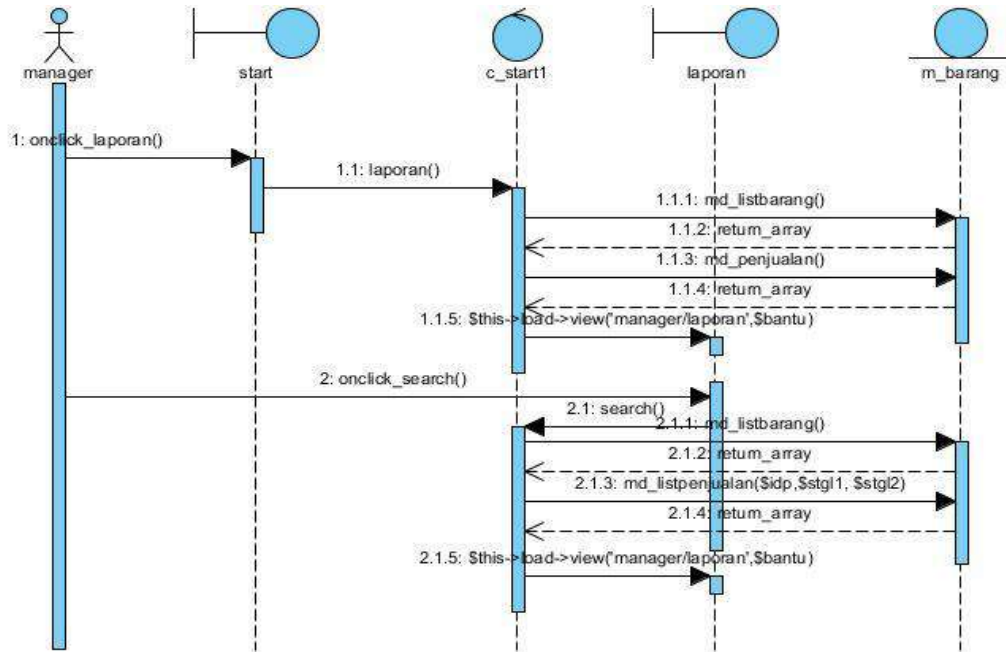 manager
start
c_start1
laporan
m_barang
1: onclick_laporan()
1.1: laporan()
1.1.1: md_listbarang()
1.1.2: return_array
1.1.3: md_penjualan()
1.1.4: return_array
1.1.5: $this->load->view("manager/laporan",$bantu)
2: onclick_search()
2.1: search()
2.1.1: md_listbarang()
2.1.2: return_array
2.1.3: md_listpenjualan($idp,$stgl1, $stgl2)
2.1.4: return_array
2.1.5: $this->load->view("manager/laporan",$bantu)